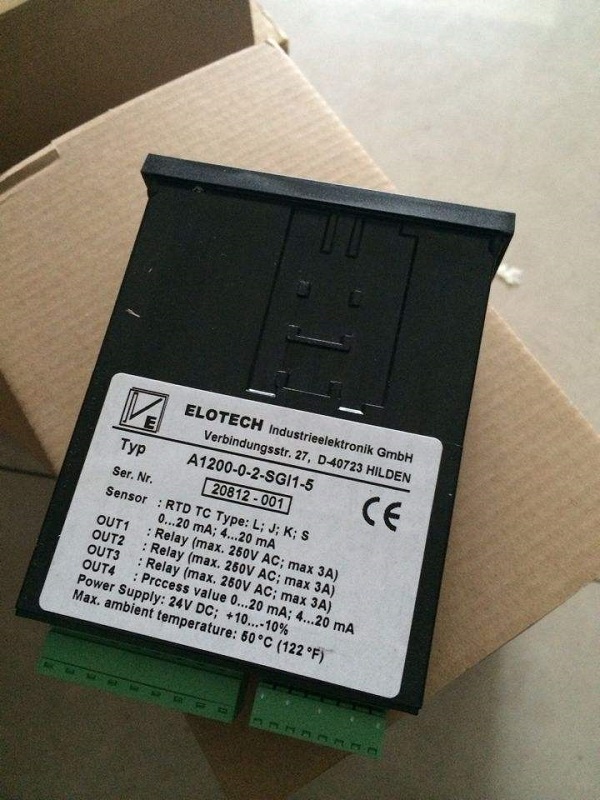 V
E
ELOTECH Industrieelektronik GmbH
Verbindungsstr. 27, D-40723 HILDEN
Typ A1200-0-2-SGI1-5
Ser. Nr. 20812 - 001
Sensor : RTD TC Type: L; J; K; S
0...20 mA; 4...20 mA
OUT1 : Relay (max. 250V AC; max 3A)
OUT2 : Relay (max. 250V AC; max 3A)
OUT3 : Relay (max. 250V AC; max 3A)
OUT4 : Prccess value 0...20 mA; 4...20 mA
Power Supply: 24V DC; +10...-10%
Max. ambient temperature: 50°C (122 °F)
CE